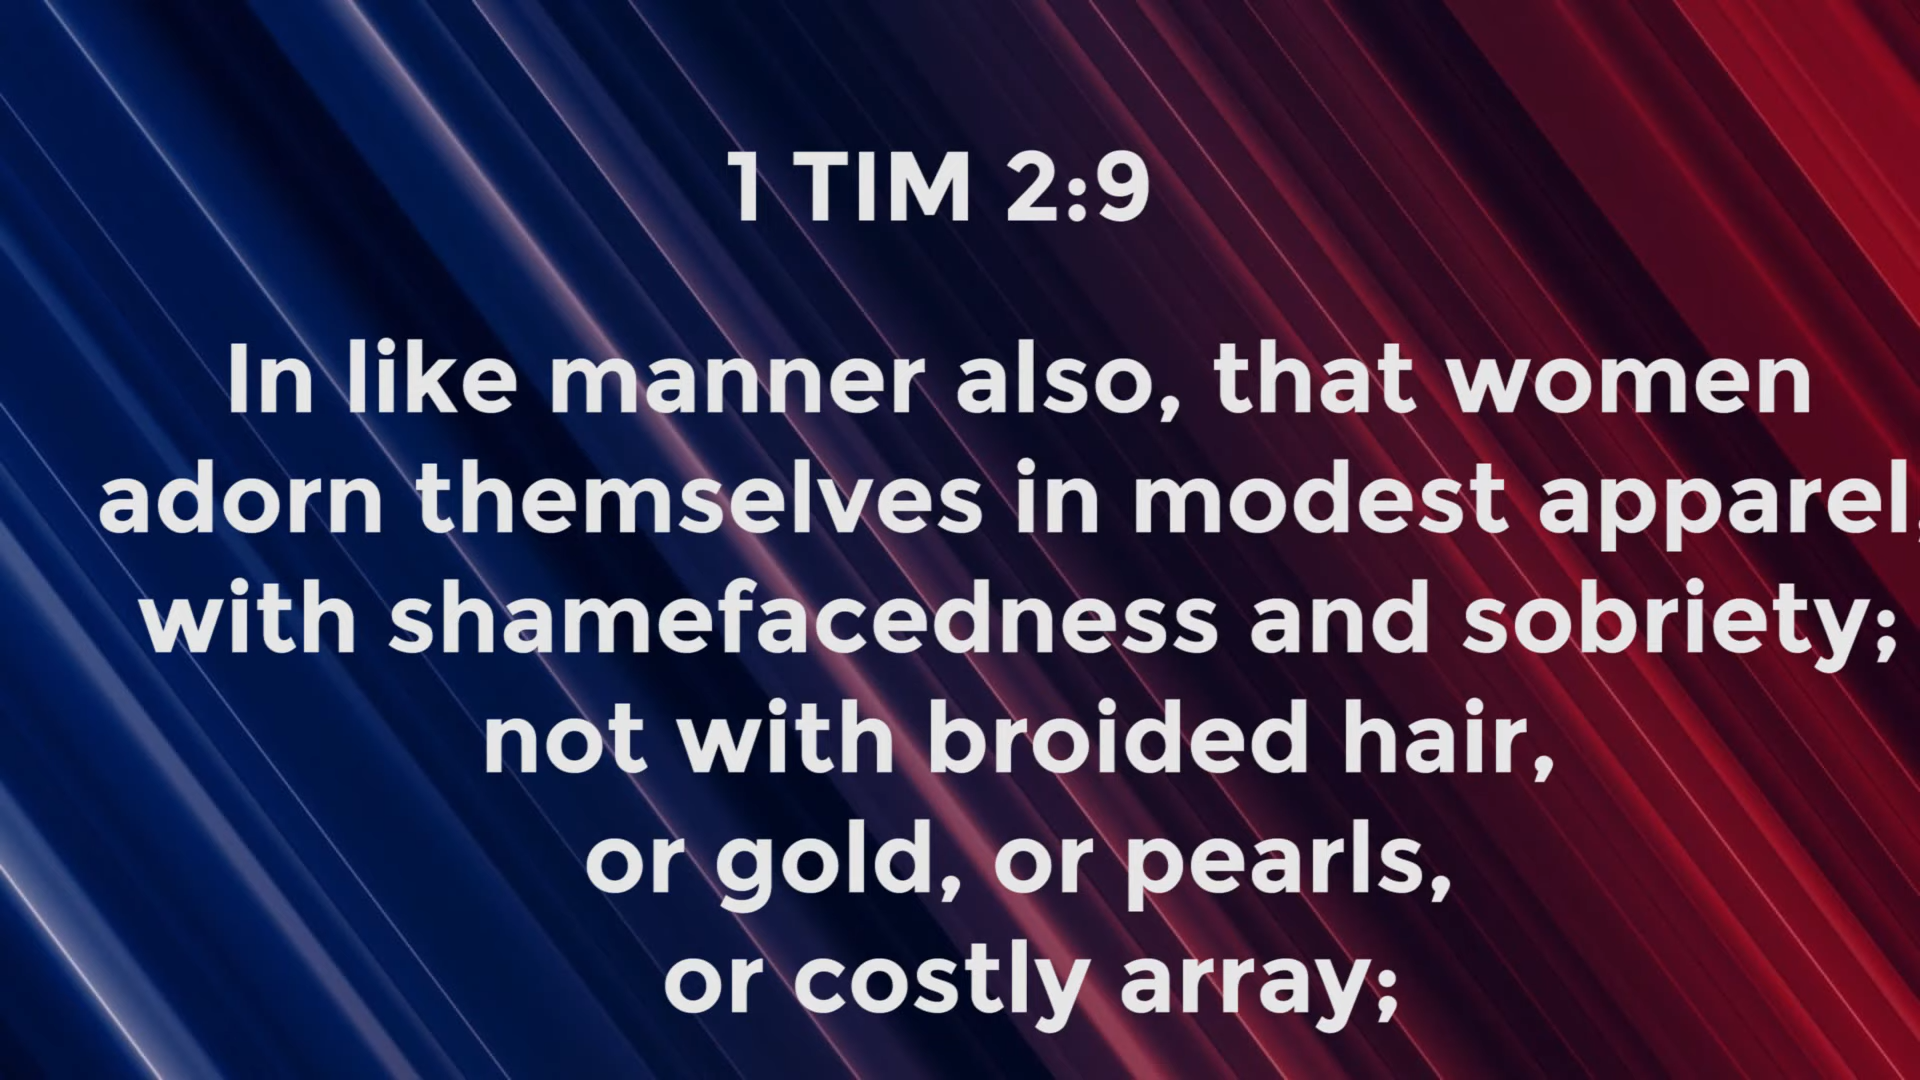 1 TIM 2:9
In like manner also, that women
adorn themselves in modest apparel,
with shamefacedness and sobriety;
not with broided hair,
or gold, or pearls,
or costly array;